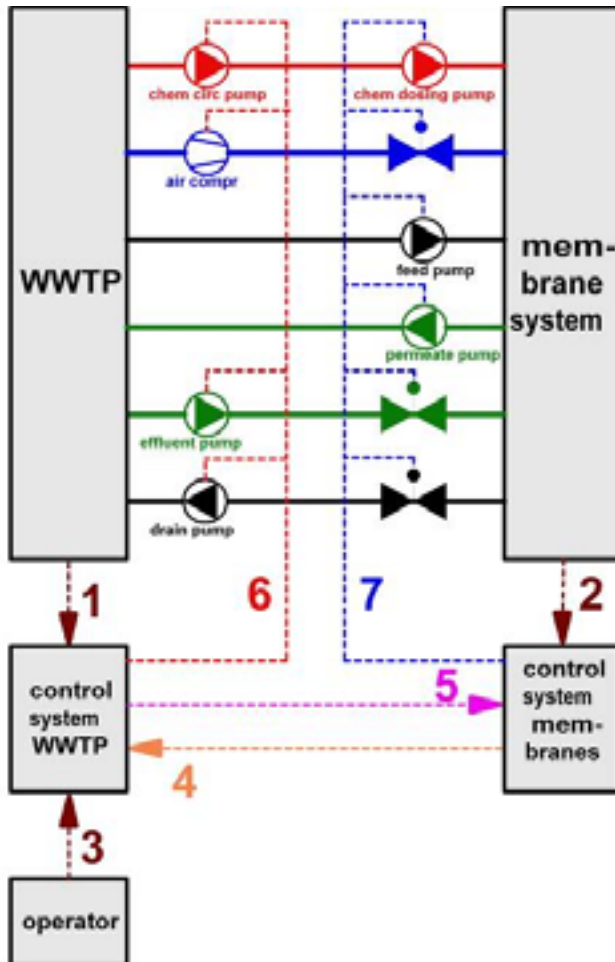 chem circ pump
chem dosing pump
air compr
WWTP
feed pump
mem-
brane
system
permeate pump
effluent pump
drain pump
1
6
7
2
control
system
WWTP
5
control
system
mem-
branes
4
3
operator